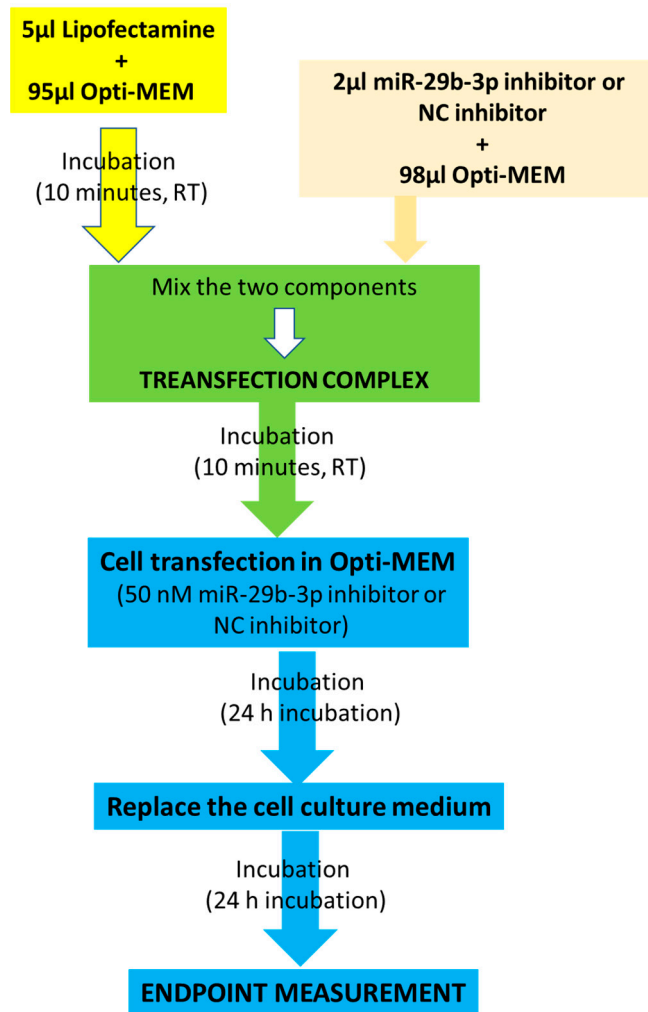 5µl Lipofectamine
+
95µl Opti-MEM
2µl miR-29b-3p inhibitor or
NC inhibitor
+
98µl Opti-MEM
Incubation
(10 minutes, RT)
Mix the two components
TREANSFECTION COMPLEX
Incubation
(10 minutes, RT)
Cell transfection in Opti-MEM
(50 nM miR-29b-3p inhibitor or
NC inhibitor)
Incubation
(24 h incubation)
Replace the cell culture medium
Incubation
(24 h incubation)
ENDPOINT MEASUREMENT